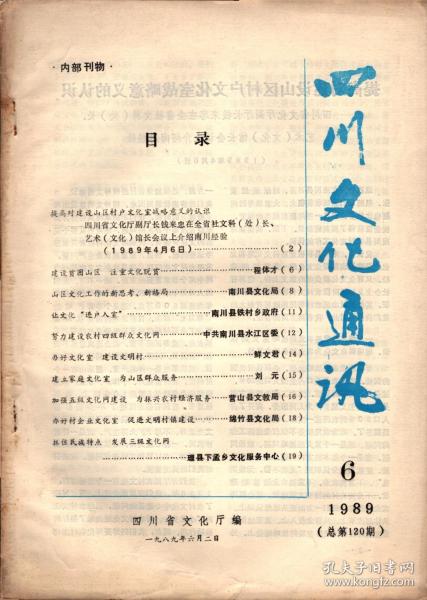 ·内部刊物·
四川文化通讯
目录
提高对建设山区村户文化室战略意义的认识
四川省文化厅副厅长钱来忠在全省社文科(处)长、
艺术(文化)馆长会议上介绍南川经验
(1989年4月6日)(2)
建设贫困山区 注重文化脱贫 程体才(6)
山区文化工作的新思考、新格局 南川县文化局(8)
让文化“进户入室” 南川县铁村乡政府(11)
努力建设农村四级群众文化网 中共南川县水江区委(12)
办好文化室 建设文明村 鲜文君(14)
建立家庭文化室 为山区群众服务 刘元(15)
加强五级文化网建设 为振兴农村经济服务 营山县文教局(16)
办好村企业文化室 促进文明村镇建设 绵竹县文化局(18)
抓住民族特点 发展三级文化网
理县下孟乡文化服务中心(19)
6
1989
(总第120期)
四川省文化厅编
一九八九年六月二日
孔夫子旧书网
kongfz.com